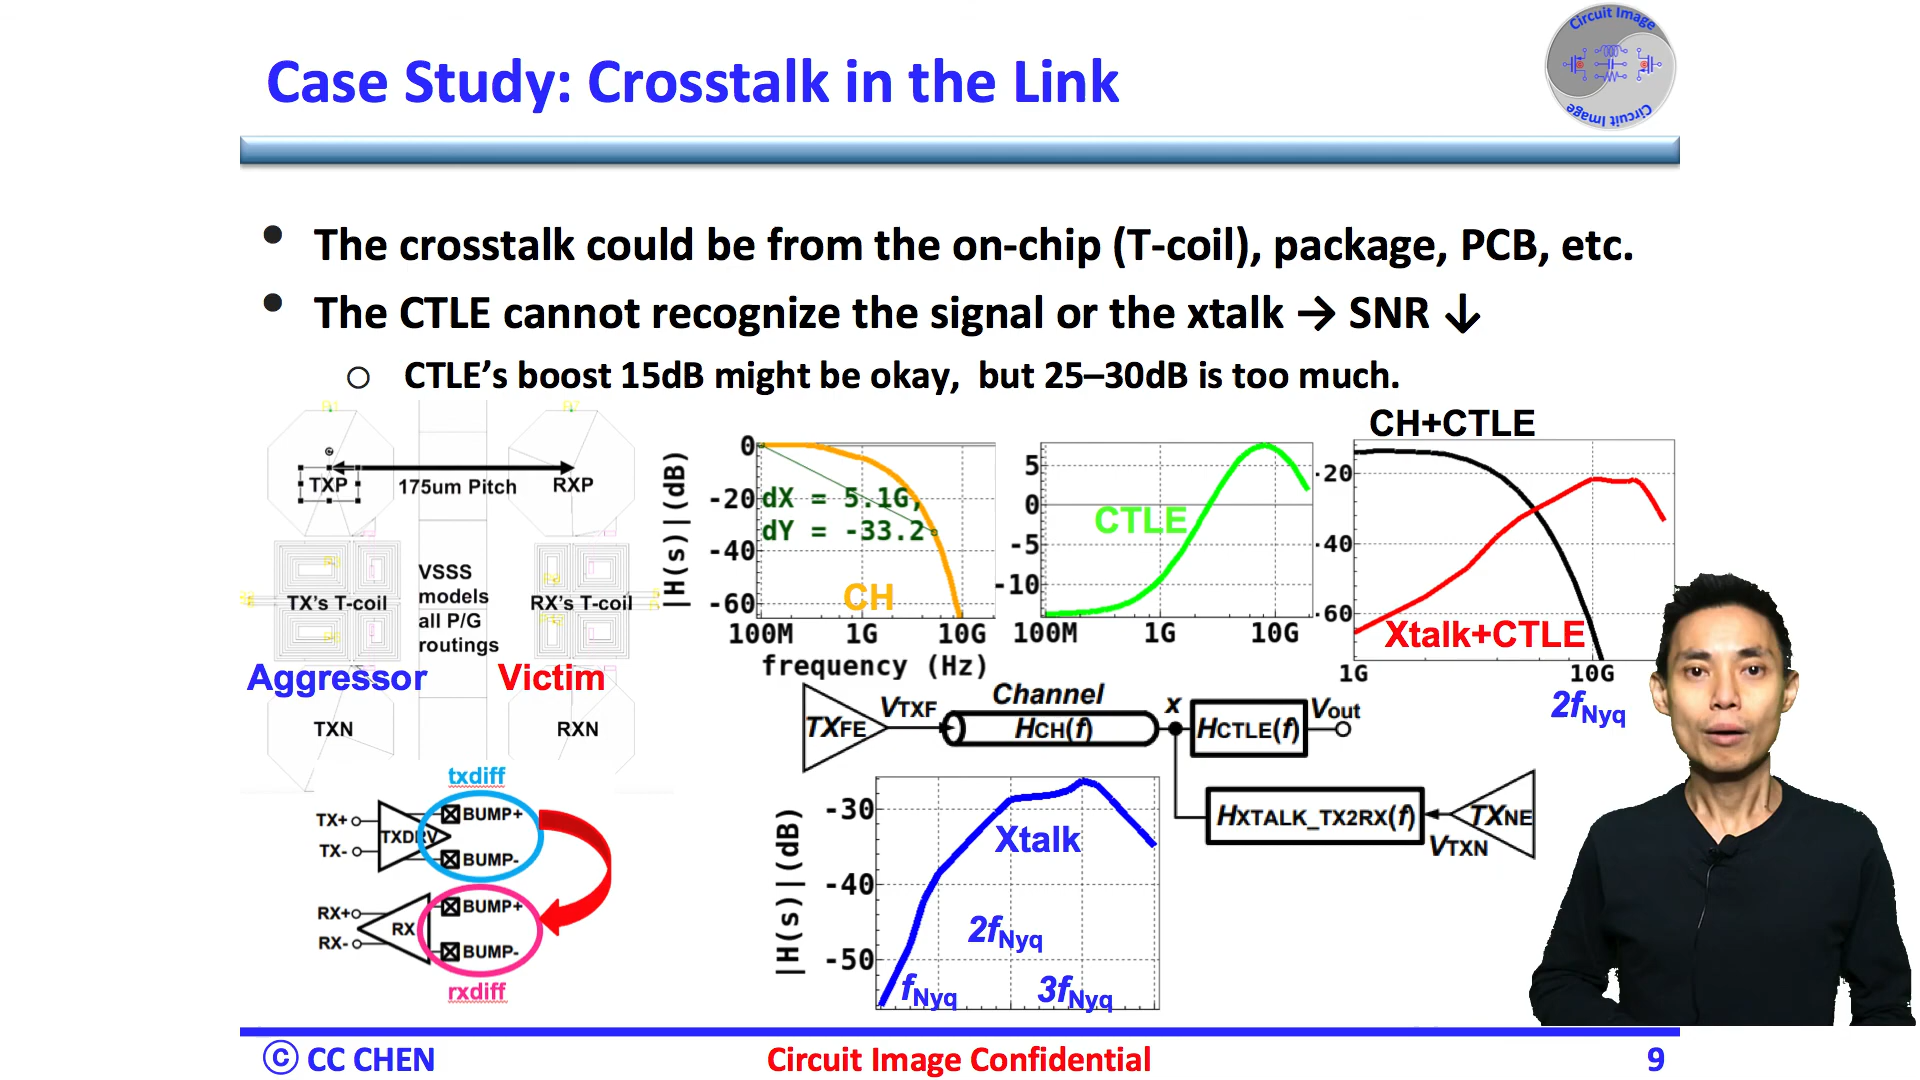 Circuit Image
Circuit Image
Case Study: Crosstalk in the Link
• The crosstalk could be from the on-chip (T-coil), package, PCB, etc.
• The CTLE cannot recognize the signal or the xtalk → SNR ↓
○ CTLE’s boost 15dB might be okay, but 25–30dB is too much.
TXP
175um Pitch
RXP
TX's T-coil
VSSS
models
all P/G
routings
RX's T-coil
Aggressor
Victim
TXN
RXN
txdiff
TX+
TX-
TXDRV
BUMP+
BUMP-
RX+
RX-
RX
BUMP+
BUMP-
rxdiff
|H(s)|(dB)
0
-20
-40
-60
dX = 5.1G,
dY = -33.2
CH
100M 1G 10G
frequency (Hz)
5
0
-5
-10
CTLE
100M 1G 10G
CH+CTLE
-20
-40
-60
Xtalk+CTLE
1G 10G
2fNyq
TXFE
VTXF
Channel
HCH(f)
x
HCTLE(f)
Vout
HXTALK_TX2RX(f)
TXNE
VTXN
|H(s)|(dB)
-30
-40
-50
Xtalk
2fNyq
fNyq
3fNyq
© CC CHEN
Circuit Image Confidential
9